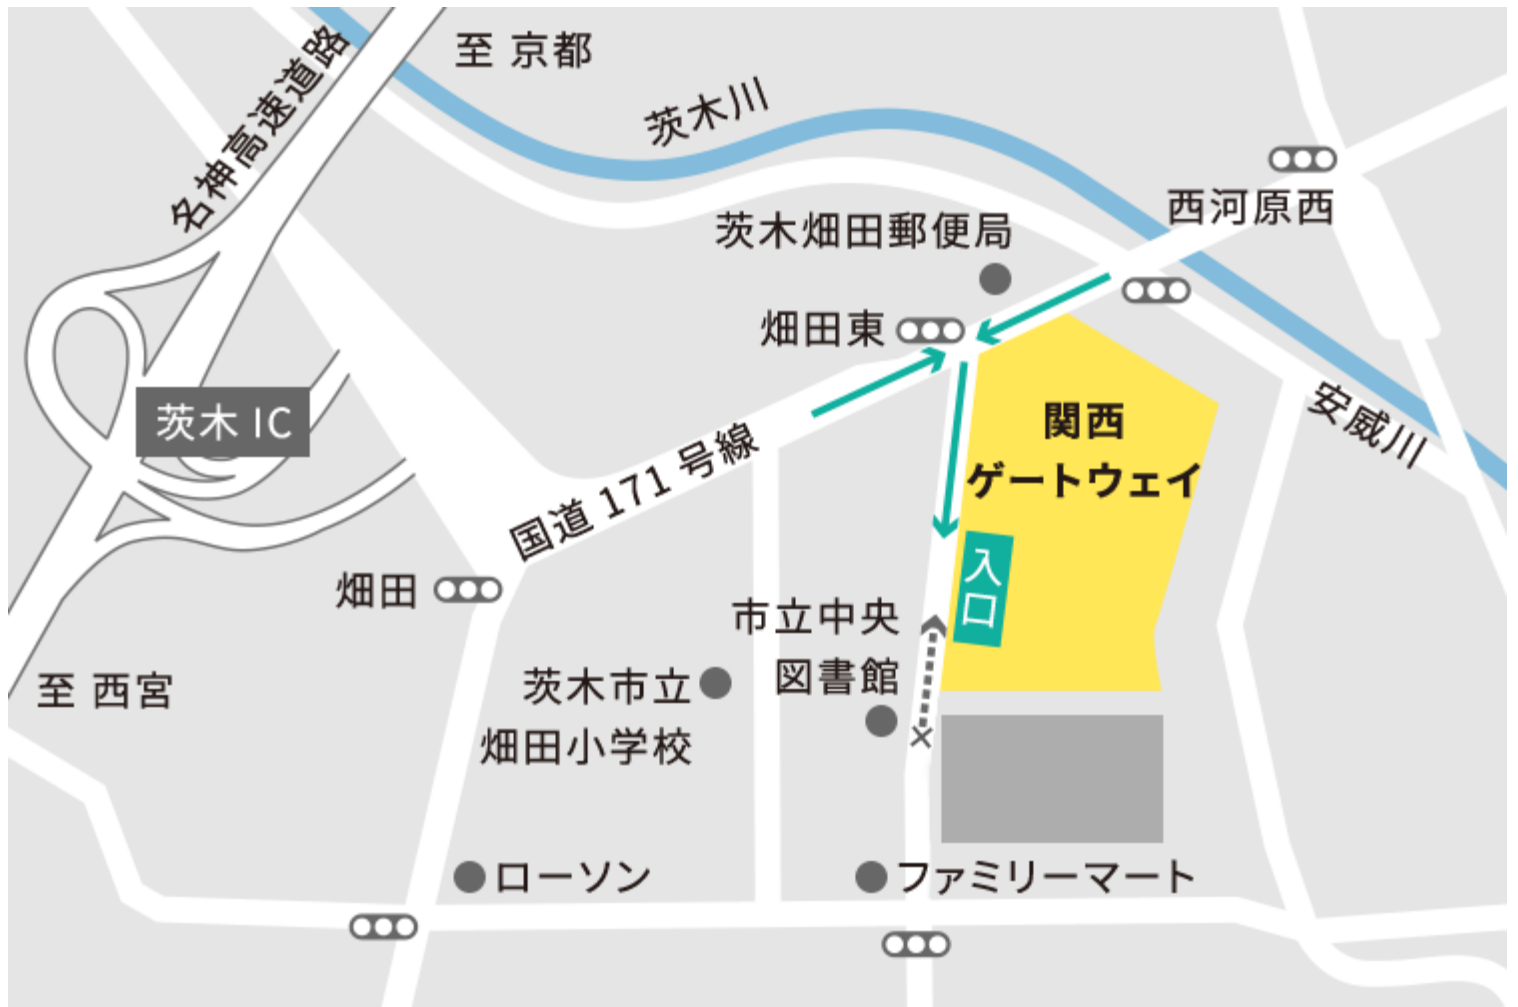 至 京都
名神高速道路
茨木川
西河原西
茨木畑田郵便局
畑田東
茨木 IC
関西
ゲートウェイ
安威川
国道 171 号線
入口
畑田
市立中央
図書館
至 西宮
茨木市立
畑田小学校
ローソン
ファミリーマート